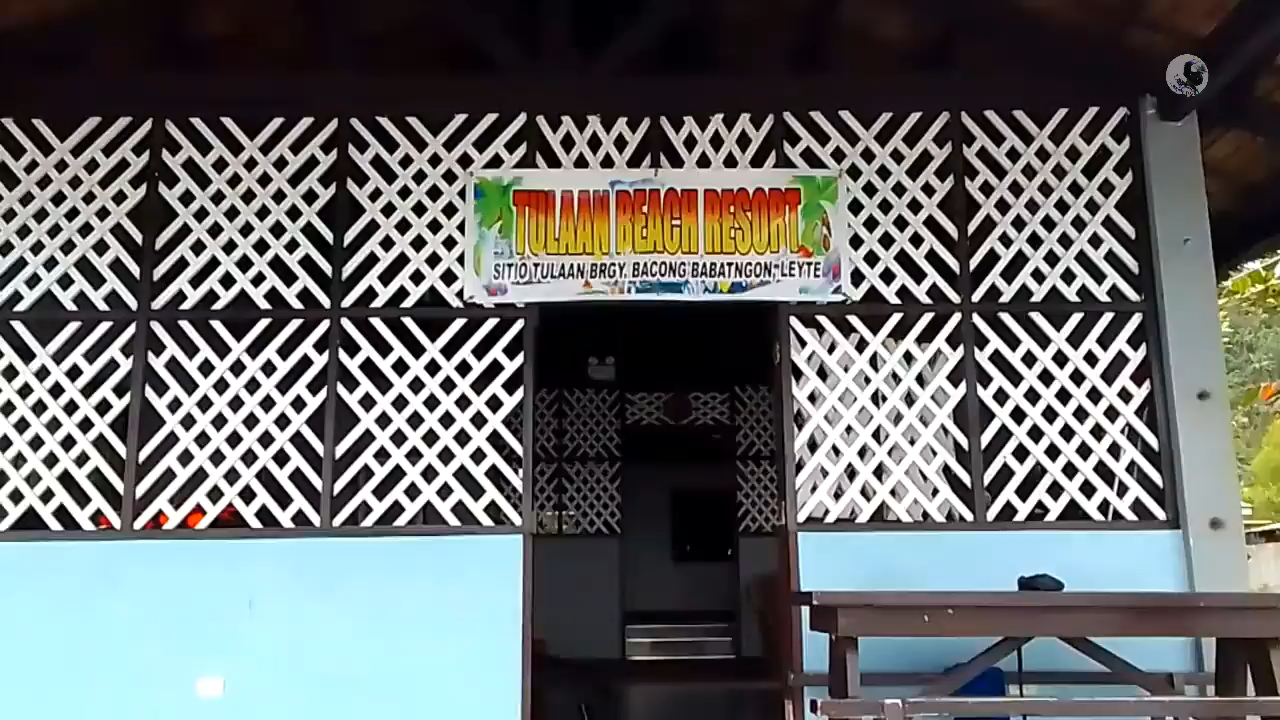 TULAAN BEACH RESORT
SITIO TULAAN BRGY. BACONG BABATNGON, LEYTE